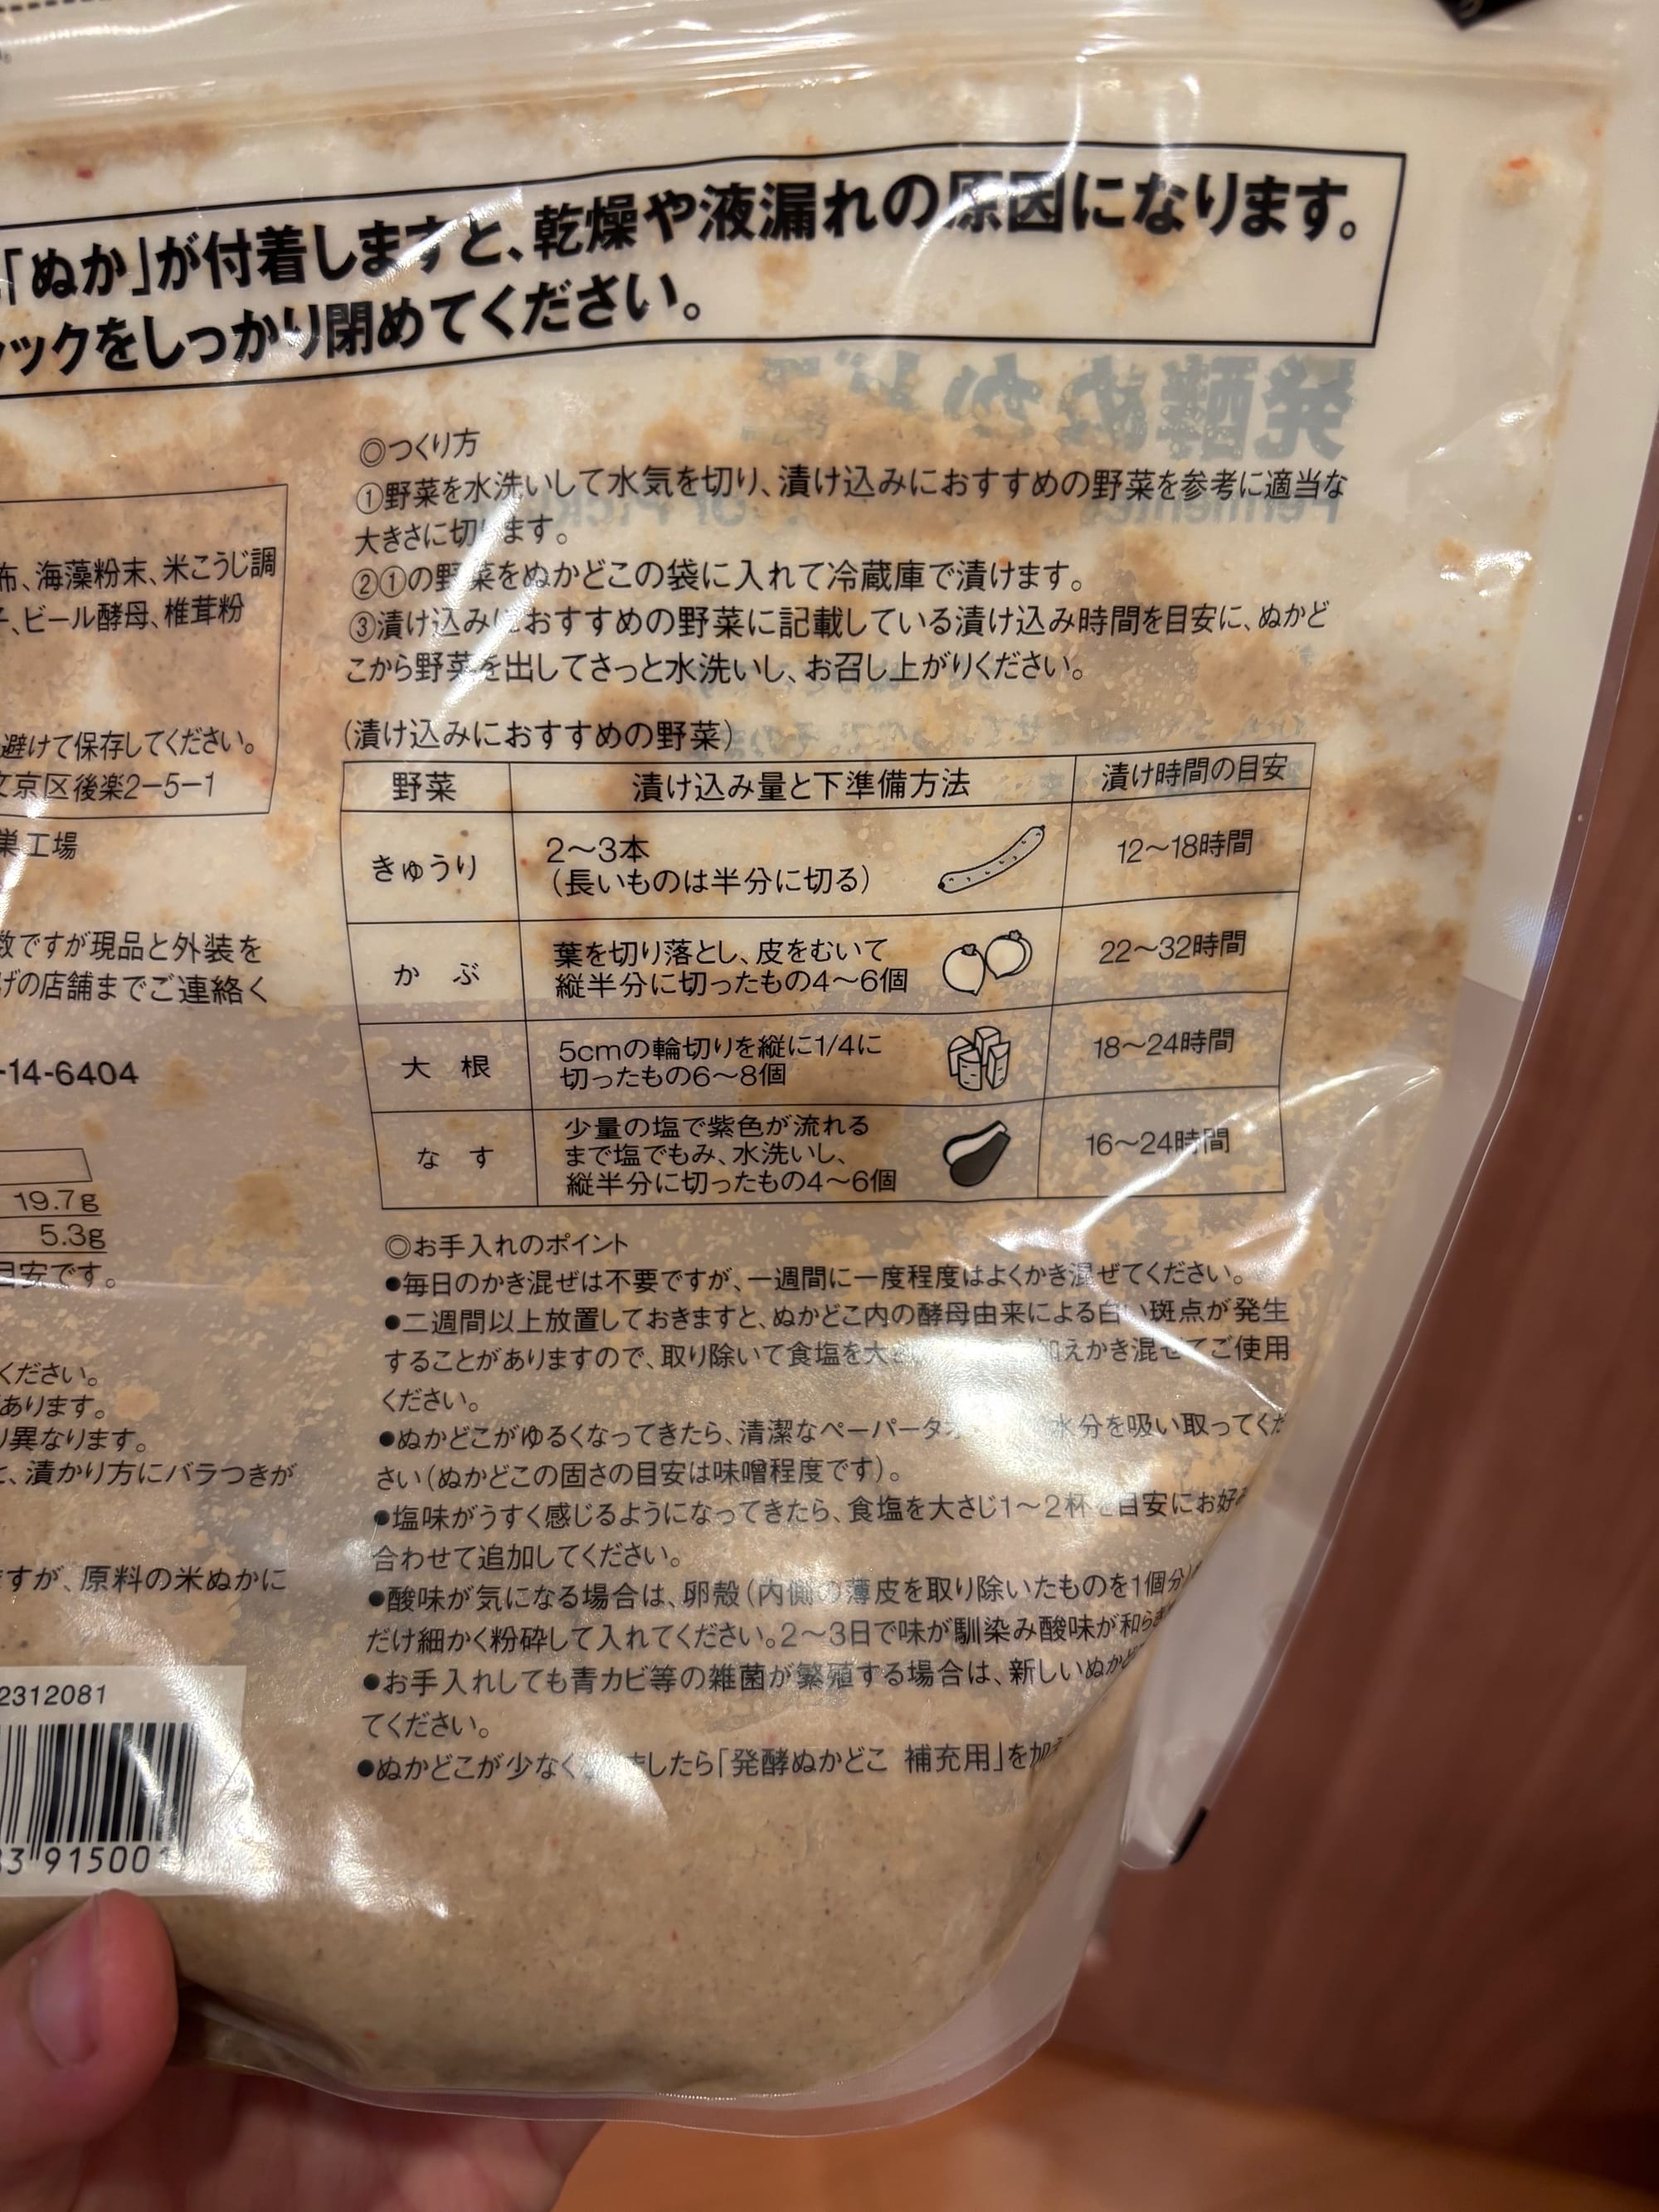 「ぬか」が付着しますと、乾燥や液漏れの原因になります。
ックをしっかり閉めてください。
布、海藻粉末、米こうじ調
、ビール酵母、椎茸粉
避けて保存してください。
文京区後楽2−5−1
巣工場
数ですが現品と外装を
げの店舗までご連絡く
-14-6404
19.7g
5.3g
目安です。
ください。
あります。
異なります。
、漬かり方にバラつきが
ますが、原料の米ぬかに
2312081
3 91500
◎つくり方
①野菜を水洗いして水気を切り、漬け込みにおすすめの野菜を参考に適当な
大きさに切ります。
②①の野菜をぬかどこの袋に入れて冷蔵庫で漬けます。
③漬け込みにおすすめの野菜に記載している漬け込み時間を目安に、ぬかど
こから野菜を出してさっと水洗いし、お召し上がりください。
(漬け込みにおすすめの野菜)
野菜 漬け込み量と下準備方法 漬け時間の目安
きゅうり 2〜3本 12〜18時間
(長いものは半分に切る)
かぶ 葉を切り落とし、皮をむいて 22〜32時間
縦半分に切ったもの4〜6個
大根 5cmの輪切りを縦に1/4に 18〜24時間
切ったもの6〜8個
なす 少量の塩で紫色が流れる 16〜24時間
まで塩でもみ、水洗いし、
縦半分に切ったもの4〜6個
◎お手入れのポイント
●毎日のかき混ぜは不要ですが、一週間に一度程度はよくかき混ぜてください。
●二週間以上放置しておきますと、ぬかどこ内の酵母由来による白い斑点が発生
することがありますので、取り除いて食塩を大 加えかき混ぜてご使用
ください。
●ぬかどこがゆるくなってきたら、清潔なペーパータオ 水分を吸い取ってくだ
さい(ぬかどこの固さの目安は味噌程度です)。
●塩味がうすく感じるようになってきたら、食塩を大さじ1〜2杯を目安にお好み
合わせて追加してください。
●酸味が気になる場合は、卵殻(内側の薄皮を取り除いたものを1個分)
だけ細かく粉砕して入れてください。2〜3日で味が馴染み酸味が和らぎ
●お手入れしても青カビ等の雑菌が繁殖する場合は、新しいぬかど
てください。
●ぬかどこが少なくなりましたら「発酵ぬかどこ 補充用」を加